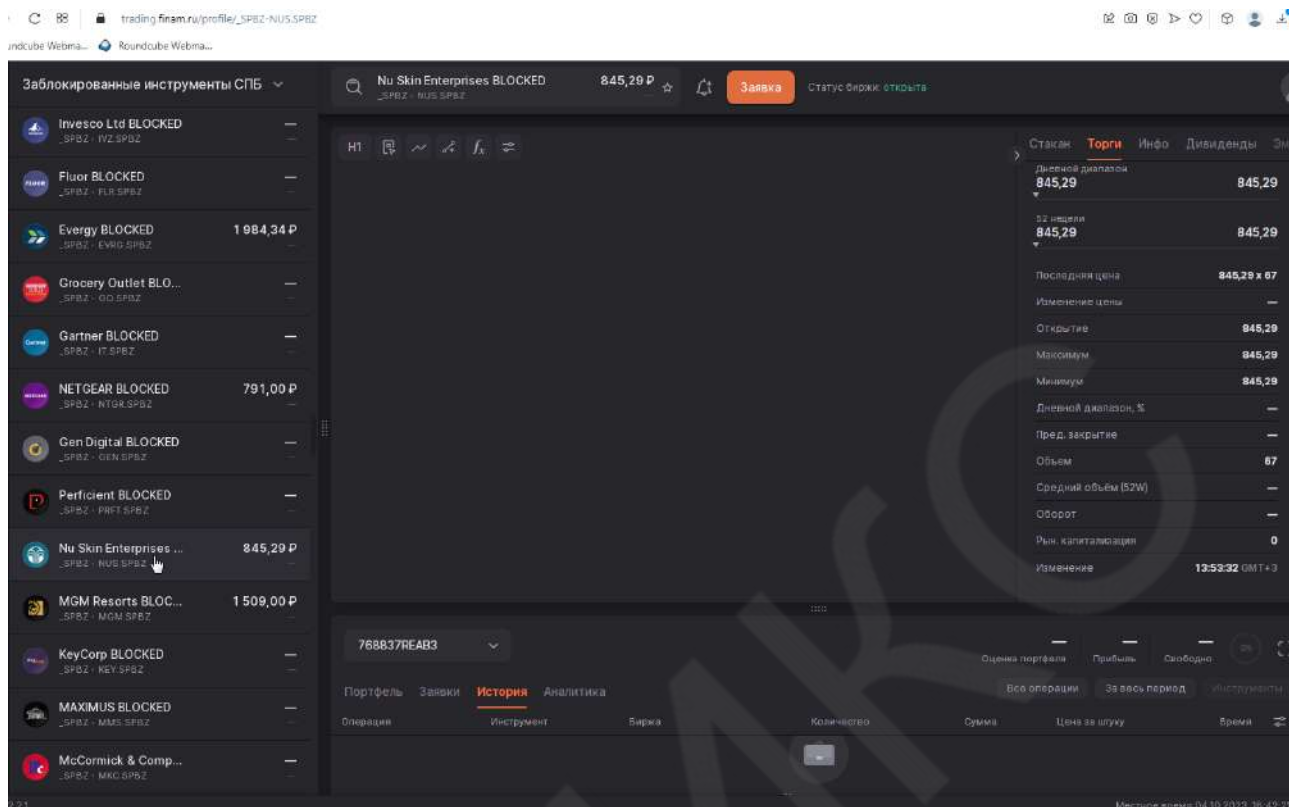 trading.finam.ru/profile/_SPBZ-NUS.SPBZ
Roundcube Webma...
Заблокированные инструменты СПБ
Nu Skin Enterprises BLOCKED
_SPBZ - NUS.SPBZ
845,29 ₽
Заявка
Статус биржи: открыта
Invesco Ltd BLOCKED —
_SPBZ · IVZ.SPBZ —
Fluor BLOCKED —
_SPBZ · FLR.SPBZ —
Evergy BLOCKED 1 984,34 ₽
_SPBZ · EVRG.SPBZ —
Grocery Outlet BLO... —
_SPBZ · GO.SPBZ —
Gartner BLOCKED —
_SPBZ · IT.SPBZ —
NETGEAR BLOCKED 791,00 ₽
_SPBZ · NTGR.SPBZ —
Gen Digital BLOCKED —
_SPBZ · GEN.SPBZ —
Perficient BLOCKED —
_SPBZ · PRFT.SPBZ —
Nu Skin Enterprises ... 845,29 ₽
_SPBZ · NUS.SPBZ —
MGM Resorts BLOC... 1 509,00 ₽
_SPBZ · MGM.SPBZ —
KeyCorp BLOCKED —
_SPBZ · KEY.SPBZ —
MAXIMUS BLOCKED —
_SPBZ · MMS.SPBZ —
McCormick & Comp... —
_SPBZ · MKC.SPBZ —
H1
Стакан Торги Инфо Дивиденды Эм
Дневной диапазон
845,29 845,29
52 недели
845,29 845,29
Последняя цена 845,29 x 67
Изменение цены —
Открытие 845,29
Максимум 845,29
Минимум 845,29
Дневной диапазон, % —
Пред. закрытие —
Объем 67
Средний объём (52W) —
Оборот —
Рын. капитализация 0
Изменение 13:53:32 GMT+3
768837REAB3
Оценка портфеля — Прибыль — Свободно —
Портфель Заявки История Аналитика
Все операции За весь период Инструменты
Операция Инструмент Биржа Количество Сумма Цена за штуку Время
МКС